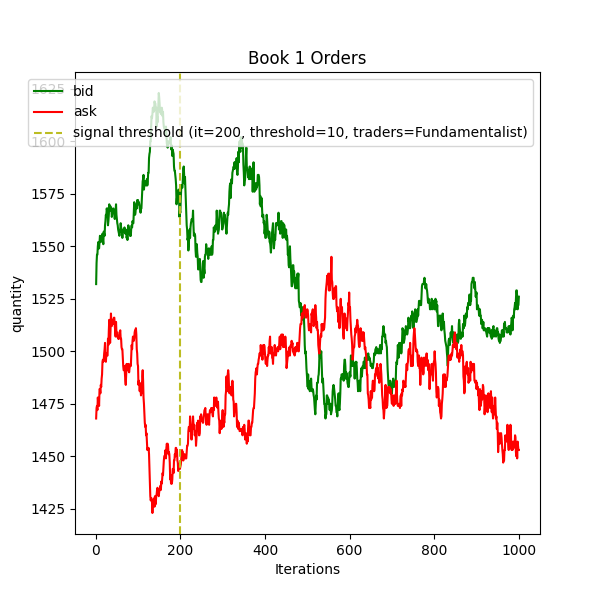 Book 1 Orders
bid
ask
signal threshold (it=200, threshold=10, traders=Fundamentalist)
1625
1600
1575
1550
1525
1500
1475
1450
1425
quantity
0 200 400 600 800 1000
Iterations